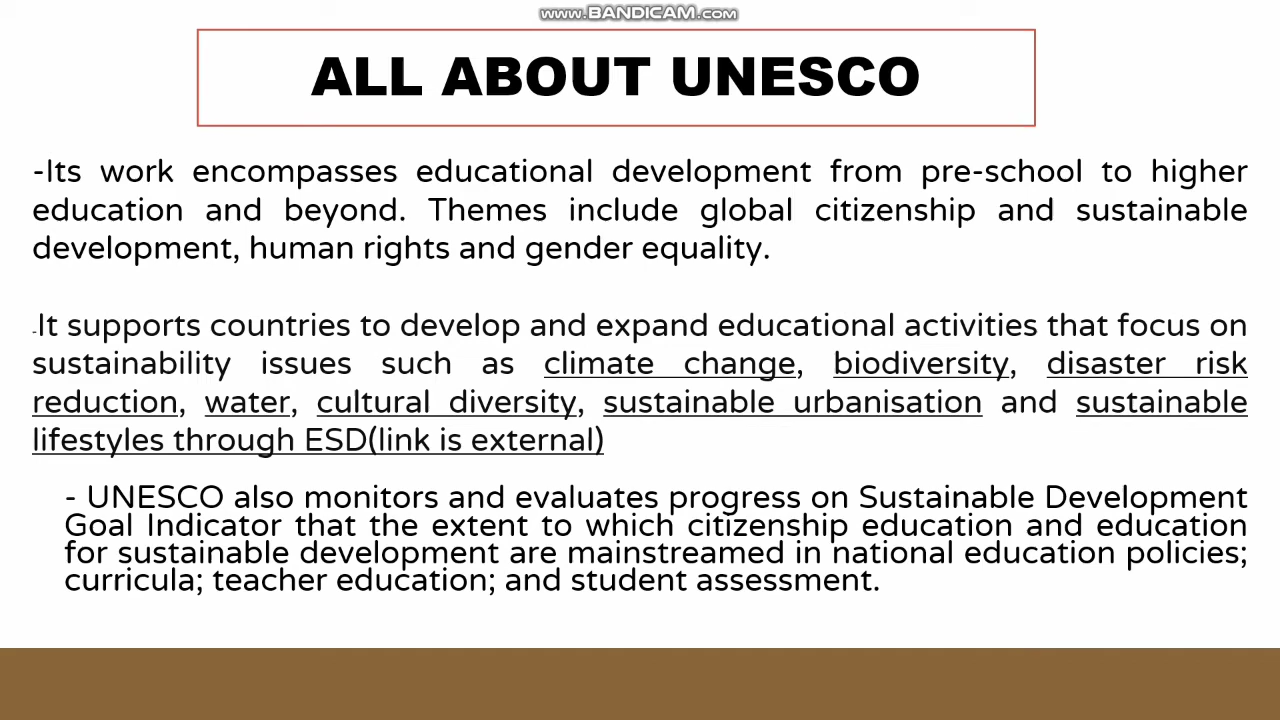 www.BANDICAM.com
ALL ABOUT UNESCO
-Its work encompasses educational development from pre-school to higher
education and beyond. Themes include global citizenship and sustainable
development, human rights and gender equality.
-It supports countries to develop and expand educational activities that focus on
sustainability issues such as climate change, biodiversity, disaster risk
reduction, water, cultural diversity, sustainable urbanisation and sustainable
lifestyles through ESD(link is external)
- UNESCO also monitors and evaluates progress on Sustainable Development
Goal Indicator that the extent to which citizenship education and education
for sustainable development are mainstreamed in national education policies;
curricula; teacher education; and student assessment.